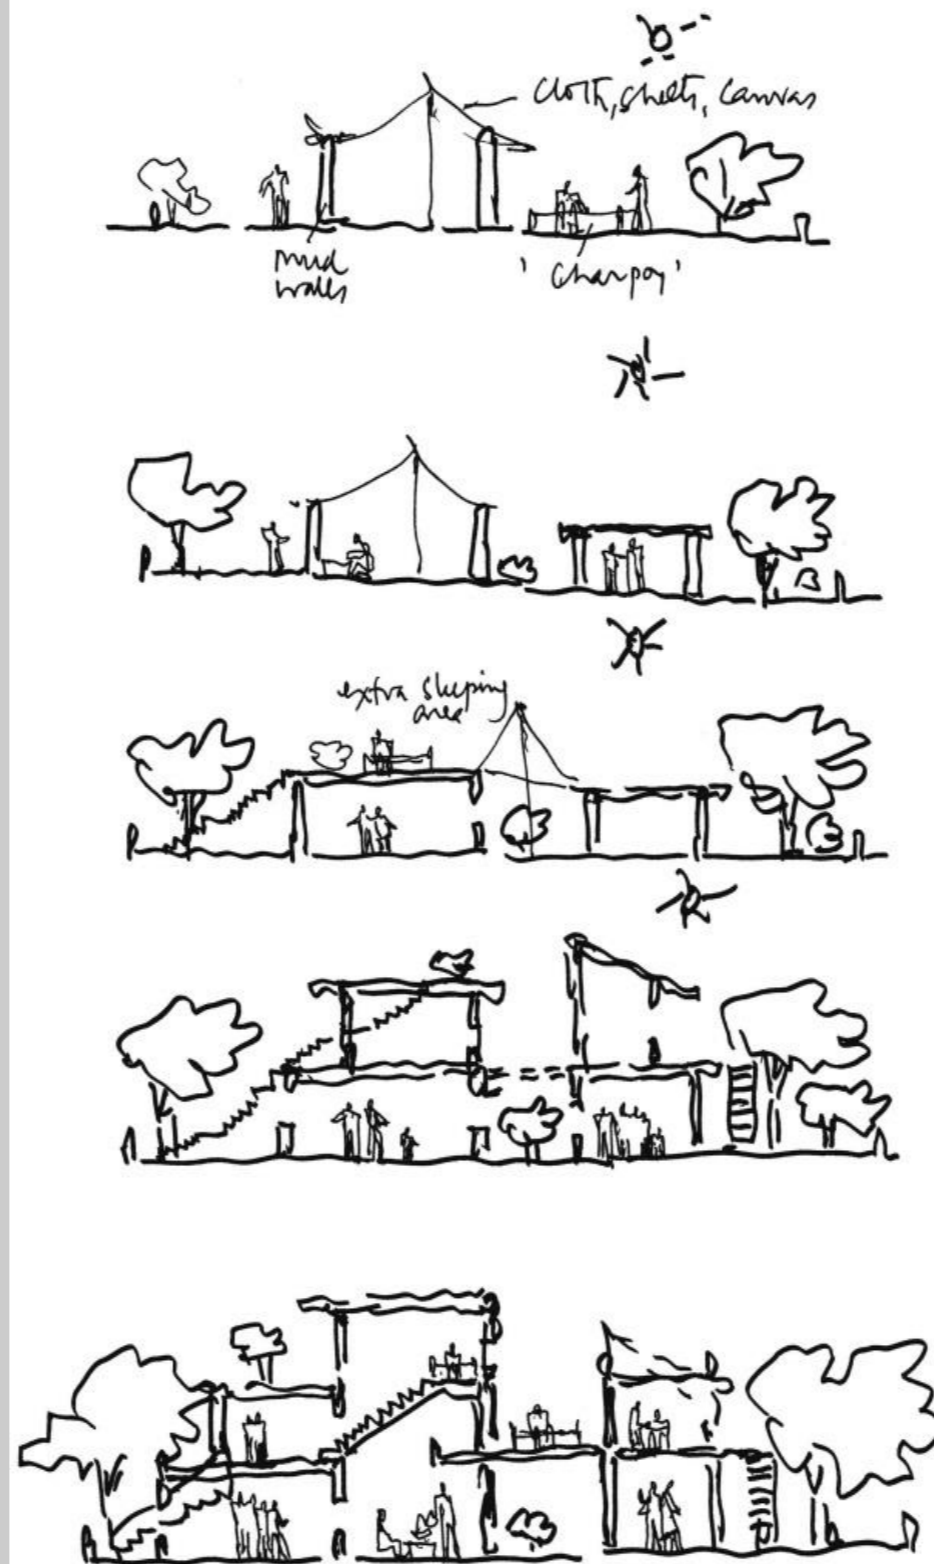 cloth, sheets, canvas
mud
walls
'charpoy'
extra sleeping
area